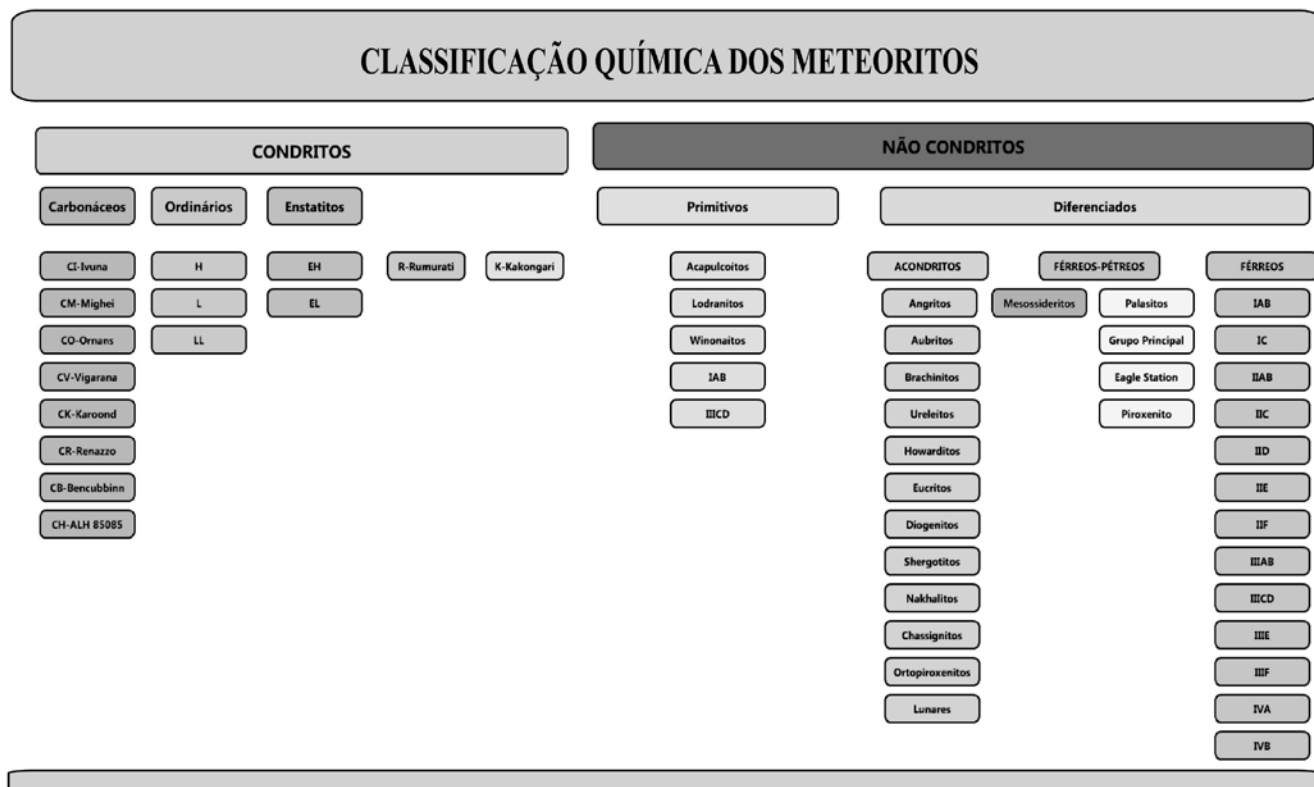 CLASSIFICAÇÃO QUÍMICA DOS METEORITOS
CONDRITOS
NÃO CONDRITOS
Carbonáceos
Ordinários
Enstatitos
Primitivos
Diferenciados
CI-Ivuna
H
EH
R-Rumurati
K-Kakongari
Acapulcoitos
ACONDRITOS
FÉRREOS-PÉTREOS
FÉRREOS
CM-Mighei
L
EL
Lodranitos
Angritos
Mesossideritos
Palasitos
IAB
CO-Ornans
LL
Winonaitos
Aubritos
Grupo Principal
IC
CV-Vigarana
IAB
Brachinitos
Eagle Station
IIAB
CK-Karoond
IIICD
Ureleitos
Piroxenito
IIC
CR-Renazzo
Howarditos
IID
CB-Bencubbinn
Eucritos
IIE
CH-ALH 85085
Diogenitos
IIF
Shergotitos
IIIAB
Nakhalitos
IIICD
Chassignitos
IIIE
Ortopiroxenitos
IIIF
Lunares
IVA
IVB